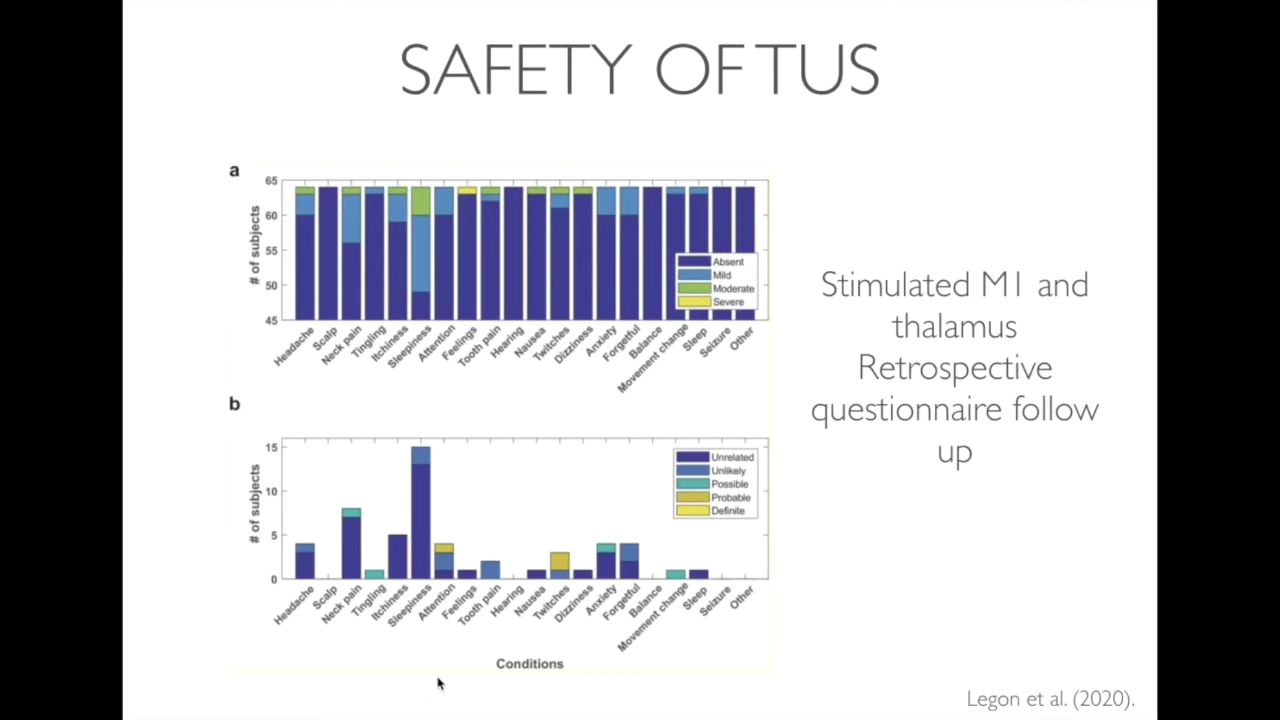 SAFETY OF TUS
a
65
60
55
50
45
# of subjects
Absent
Mild
Moderate
Severe
Headache
Scalp
Neck pain
Tingling
Itchiness
Sleepiness
Attention
Feelings
Tooth pain
Hearing
Nausea
Twitches
Dizziness
Anxiety
Forgetful
Balance
Movement change
Sleep
Seizure
Other
b
15
10
5
0
# of subjects
Unrelated
Unlikely
Possible
Probable
Definite
Headache
Scalp
Neck pain
Tingling
Itchiness
Sleepiness
Attention
Feelings
Tooth pain
Hearing
Nausea
Twitches
Dizziness
Anxiety
Forgetful
Balance
Movement change
Sleep
Seizure
Other
Conditions
Stimulated M1 and
thalamus
Retrospective
questionnaire follow
up
Legon et al. (2020).